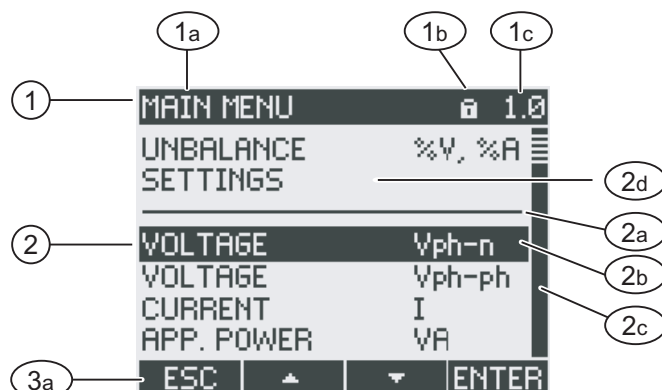 1a 1b 1c
1 MAIN MENU 1.0
UNBALANCE %V, %A
SETTINGS 2d
2a
2 VOLTAGE Vph-n 2b
VOLTAGE Vph-ph
CURRENT I 2c
APP. POWER VA
3a ESC ENTER